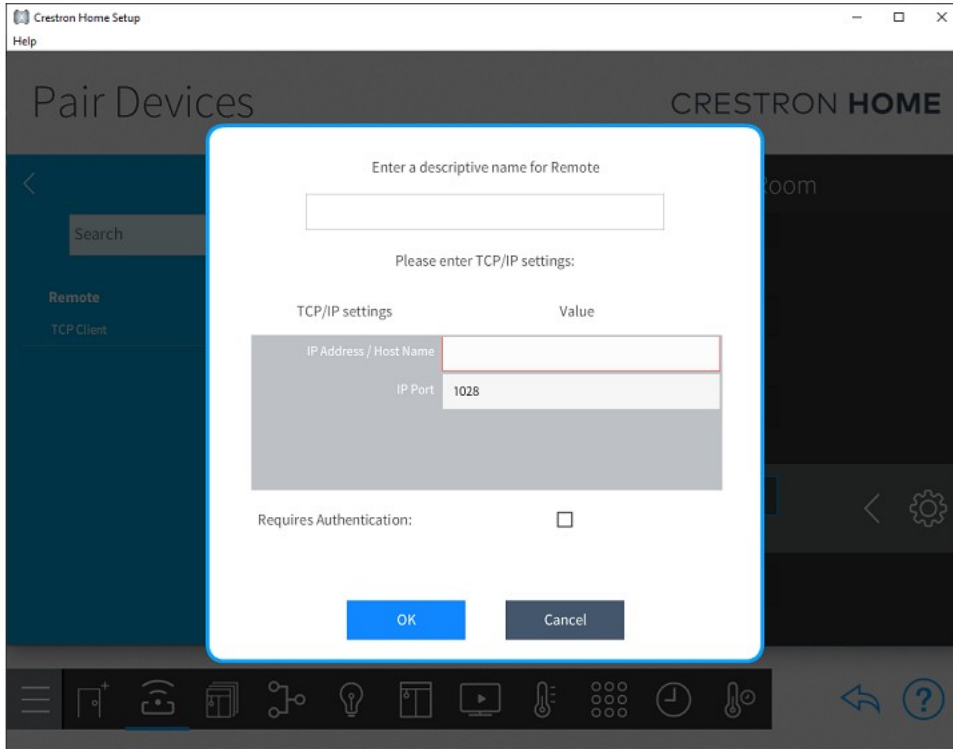 Crestron Home Setup
Help
Pair Devices
CRESTRON HOME
Enter a descriptive name for Remote
Room
Search
Please enter TCP/IP settings:
Remote
TCP Client
TCP/IP settings Value
IP Address / Host Name
IP Port 1028
Requires Authentication:
OK Cancel
?